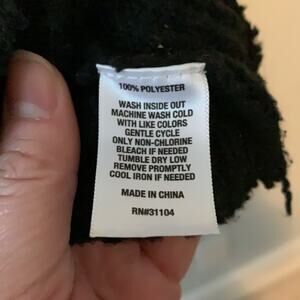 100% POLYESTER
WASH INSIDE OUT
MACHINE WASH COLD
WITH LIKE COLORS
GENTLE CYCLE
ONLY NON-CHLORINE
BLEACH IF NEEDED
TUMBLE DRY LOW
REMOVE PROMPTLY
COOL IRON IF NEEDED
MADE IN CHINA
RN#31104